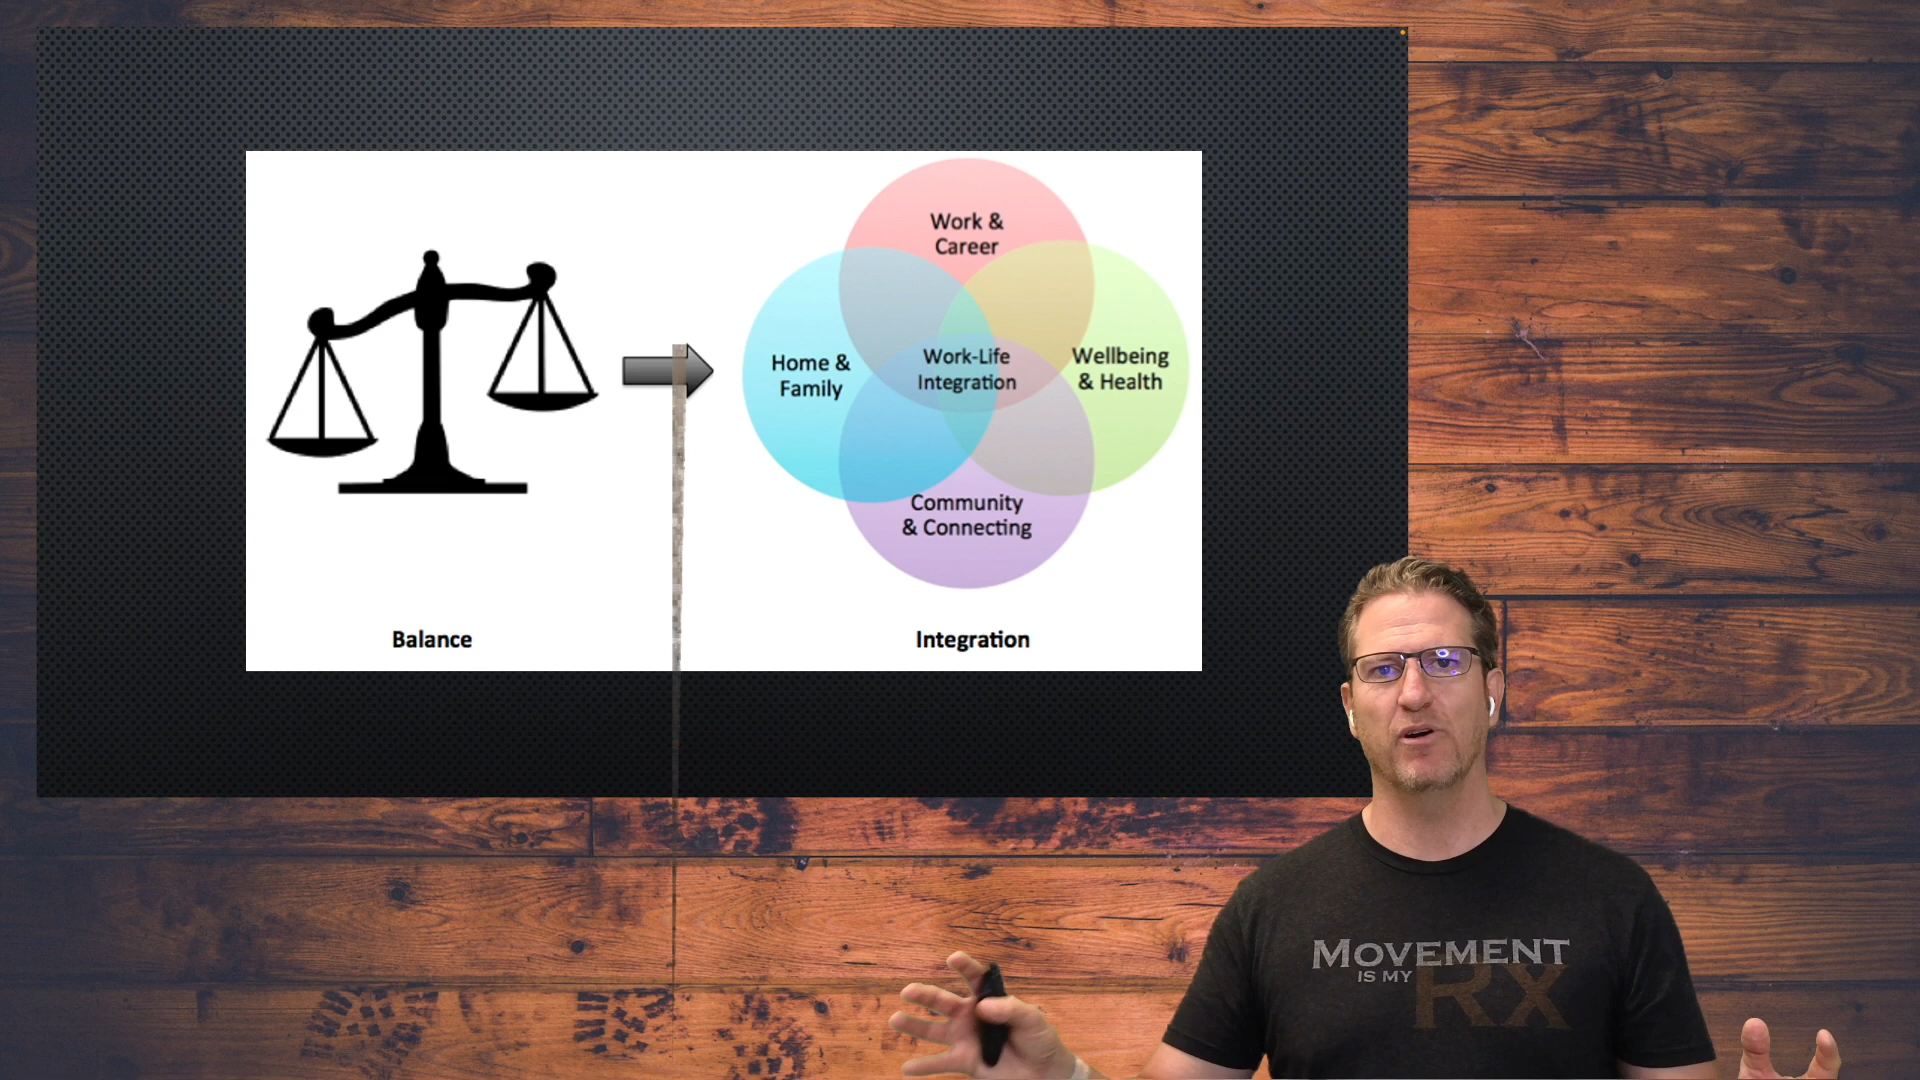 Work &
Career
Home &
Family
Work-Life
Integration
Wellbeing
& Health
Community
& Connecting
Balance
Integration
MOVEMENT
IS MY
RX